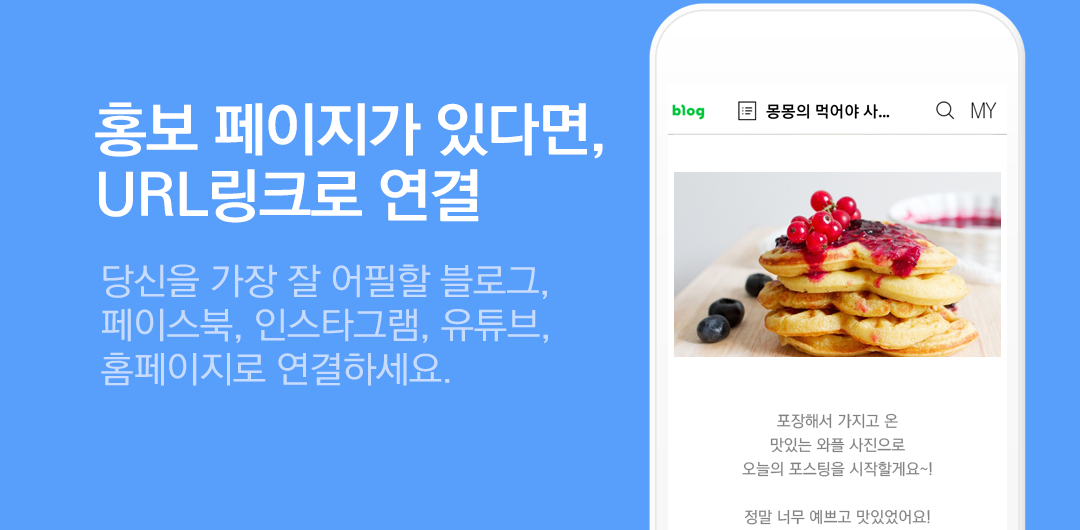 홍보 페이지가 있다면,
URL링크로 연결
당신을 가장 잘 어필할 블로그,
페이스북, 인스타그램, 유튜브,
홈페이지로 연결하세요.
blog 몽몽의 먹어야 사... MY
포장해서 가지고 온
맛있는 와플 사진으로
오늘의 포스팅을 시작할게요~!
정말 너무 예쁘고 맛있었어요!